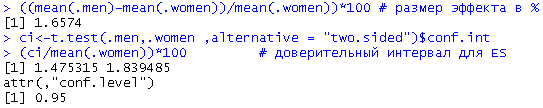 > ((mean(.men)-mean(.women))/mean(.women))*100 # размер эффекта в %
[1] 1.6574
> ci<-t.test(.men,.women ,alternative = "two.sided")$conf.int
> (ci/mean(.women))*100 # доверительный интервал для ES
[1] 1.475315 1.839485
attr(,"conf.level")
[1] 0.95